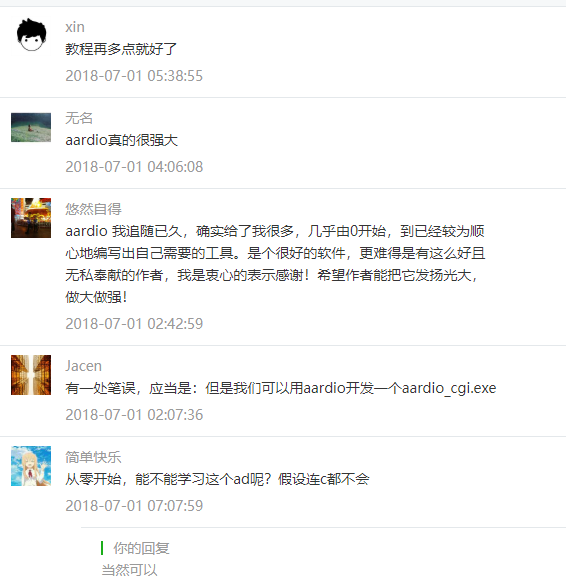 xin
教程再多点就好了
2018-07-01 05:38:55
无名
aardio真的很强大
2018-07-01 04:06:08
悠然自得
aardio 我追随已久，确实给了我很多，几乎由0开始，到已经较为顺
心地编写出自己需要的工具。是个很好的软件，更难得是有这么好且
无私奉献的作者，我是衷心的表示感谢！希望作者能把它发扬光大，
做大做强！
2018-07-01 02:42:59
Jacen
有一处笔误，应当是：但是我们可以用aardio开发一个aardio_cgi.exe
2018-07-01 02:07:36
简单快乐
从零开始，能不能学习这个ad呢？假设连c都不会
2018-07-01 07:07:59
你的回复
当然可以